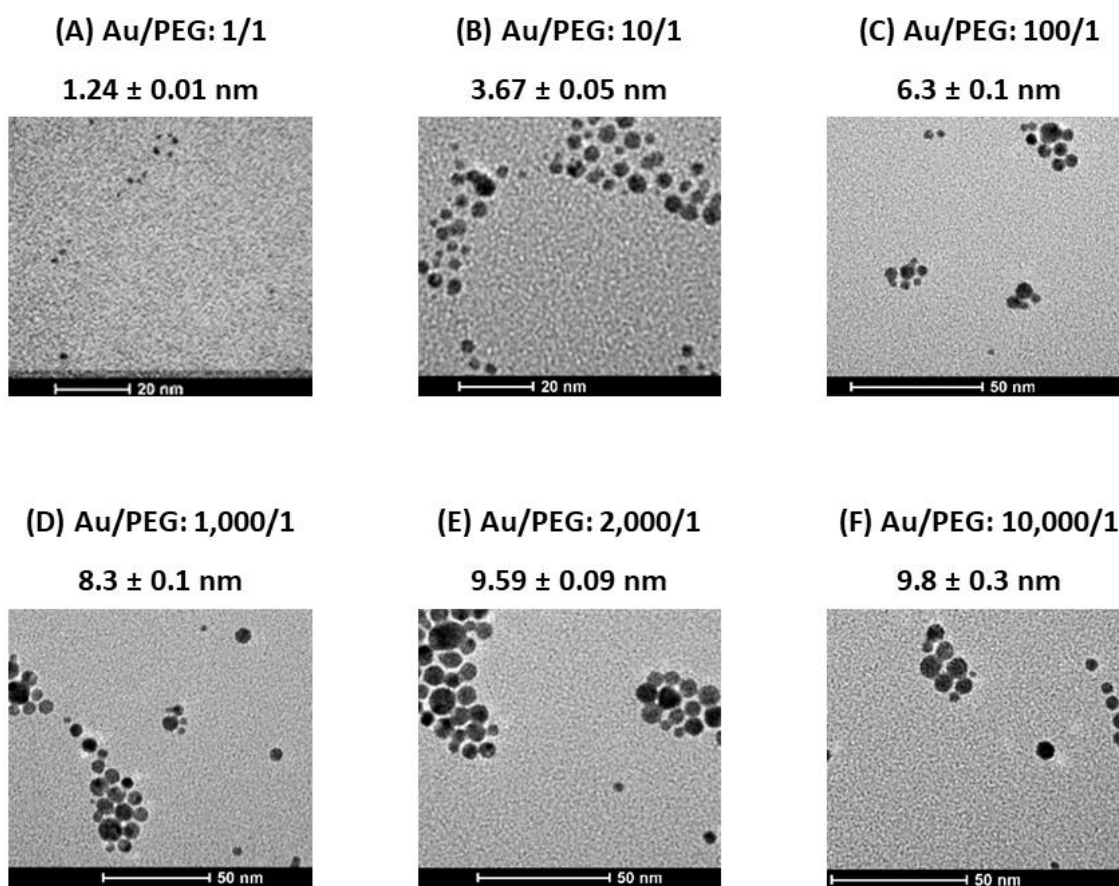 (A) Au/PEG: 1/1
1.24 ± 0.01 nm
20 nm
(B) Au/PEG: 10/1
3.67 ± 0.05 nm
20 nm
(C) Au/PEG: 100/1
6.3 ± 0.1 nm
50 nm
(D) Au/PEG: 1,000/1
8.3 ± 0.1 nm
50 nm
(E) Au/PEG: 2,000/1
9.59 ± 0.09 nm
50 nm
(F) Au/PEG: 10,000/1
9.8 ± 0.3 nm
50 nm